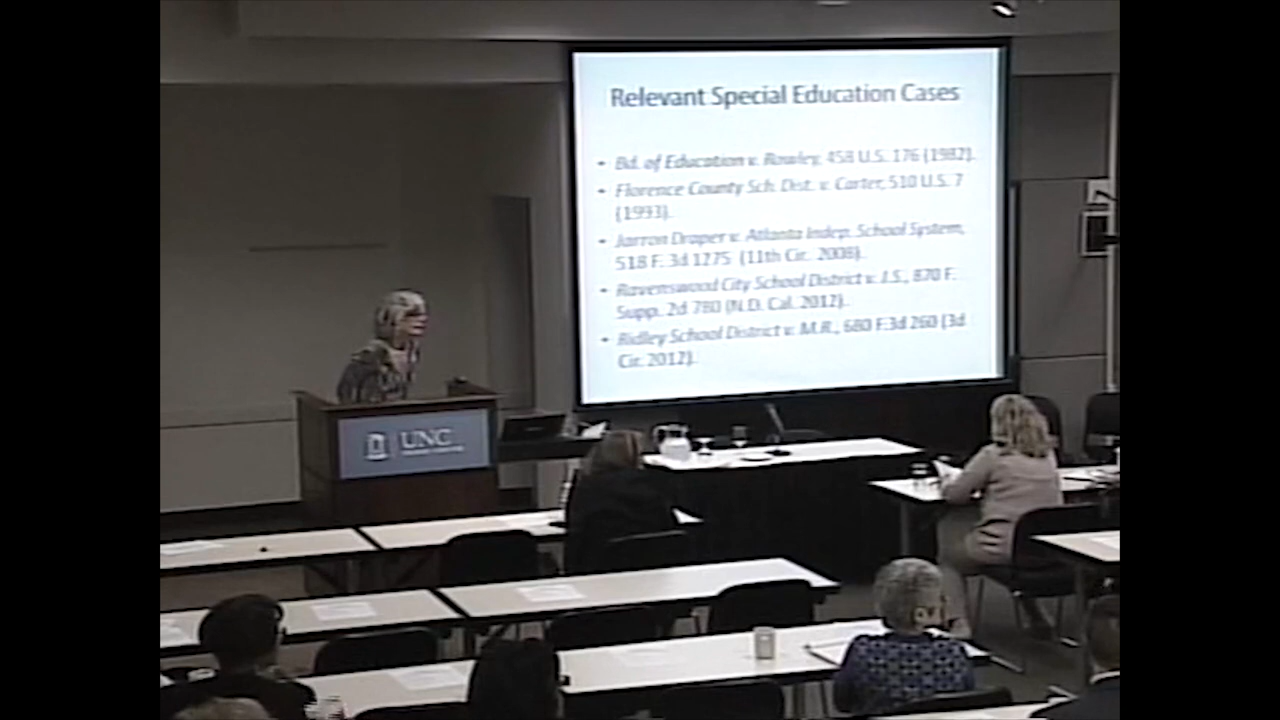 Relevant Special Education Cases
• Bd. of Education v. Rowley, 458 U.S. 176 (1982).
• Florence County Sch. Dist. v. Carter, 510 U.S. 7
(1993).
• Jarron Draper v. Atlanta Indep. School System,
518 F. 3d 1275 (11th Cir. 2008).
• Ravenswood City School District v. J.S., 870 F.
Supp. 2d 780 (N.D. Cal. 2012).
• Ridley School District v. M.R., 680 F.3d 260 (3d
Cir. 2012).
UNC